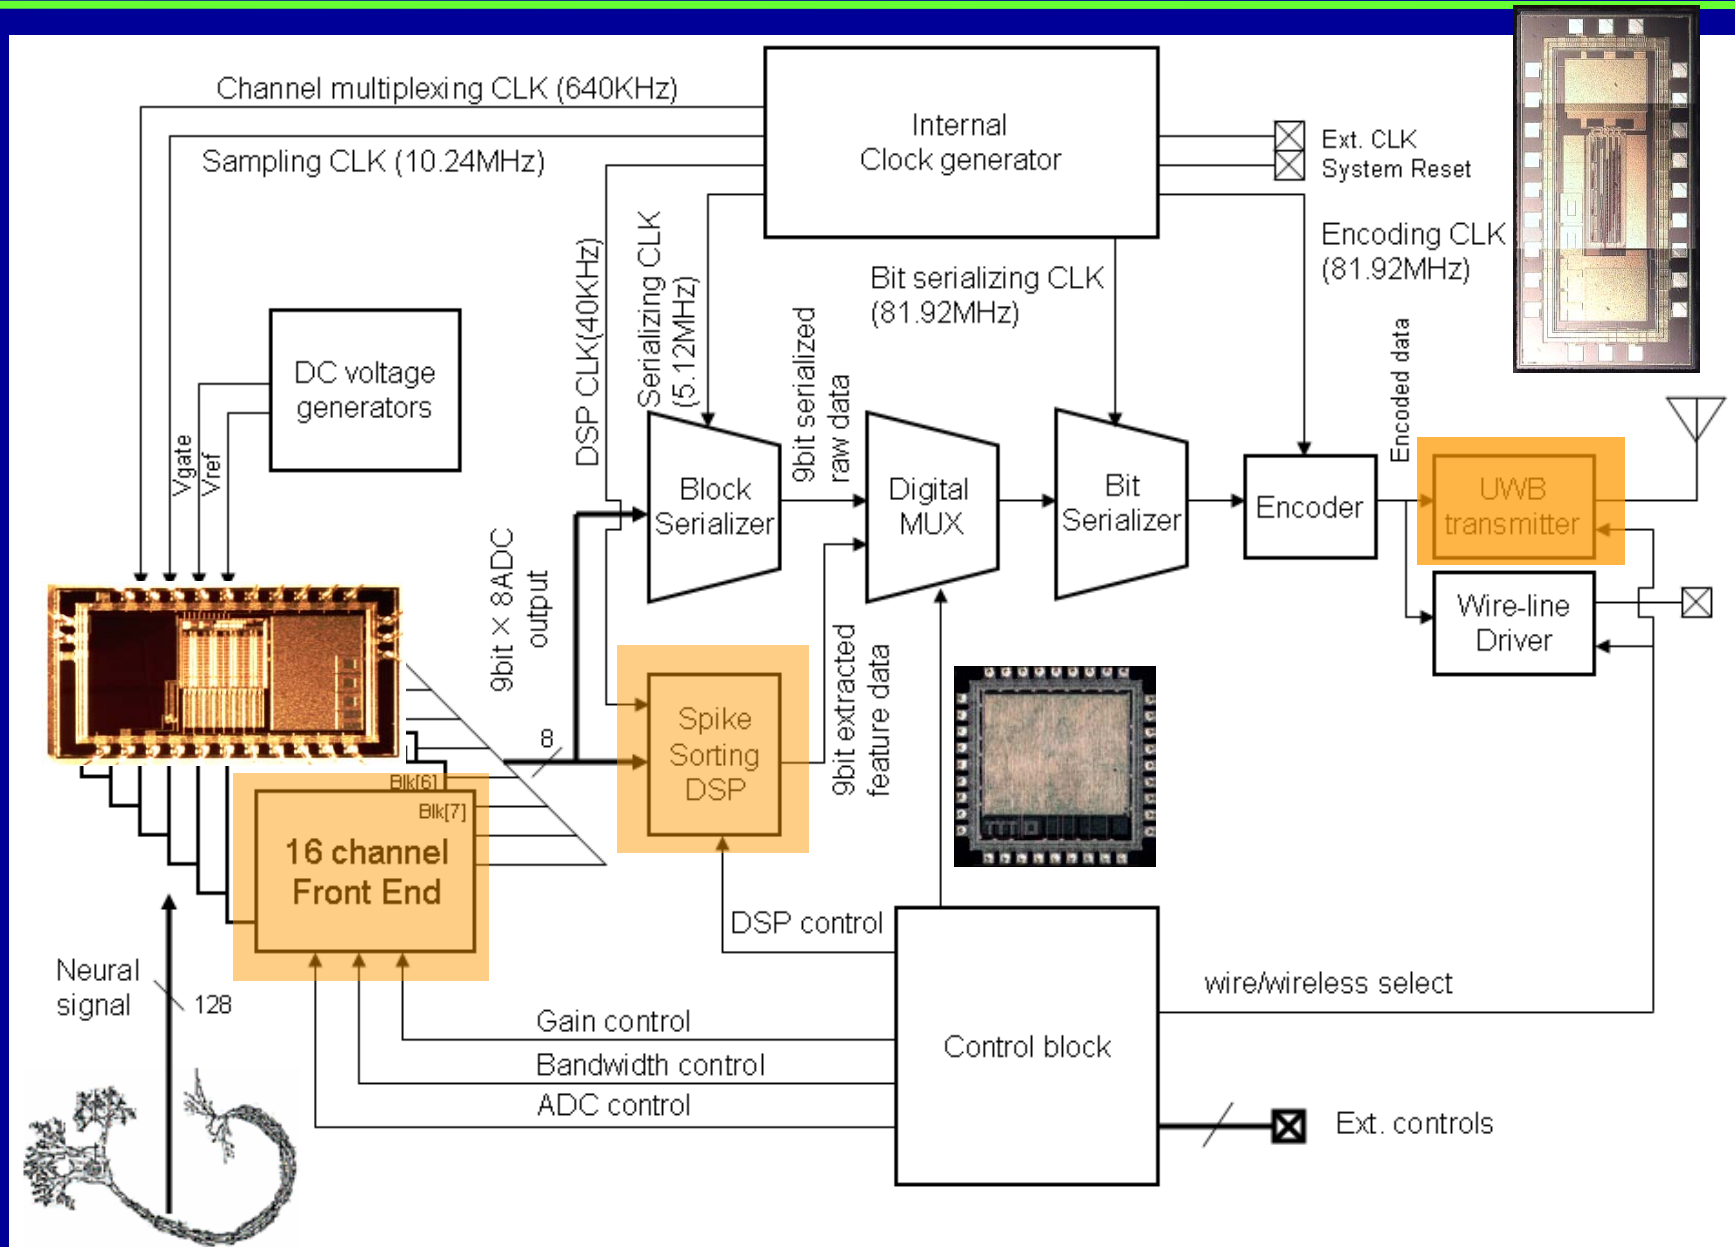 Channel multiplexing CLK (640KHz)
Sampling CLK (10.24MHz)
Internal
Clock generator
Ext. CLK
System Reset
Encoding CLK
(81.92MHz)
Bit serializing CLK
(81.92MHz)
DSP CLK(40KHz)
Serializing CLK
(5.12MHz)
9bit serialized
raw data
Encoded data
DC voltage
generators
Vgate
Vref
Block
Serializer
Digital
MUX
Bit
Serializer
Encoder
UWB
transmitter
Wire-line
Driver
9bit × 8ADC
output
8
Spike
Sorting
DSP
9bit extracted
feature data
Blk[6]
Blk[7]
16 channel
Front End
Neural
signal
128
DSP control
Gain control
Bandwidth control
ADC control
Control block
wire/wireless select
Ext. controls